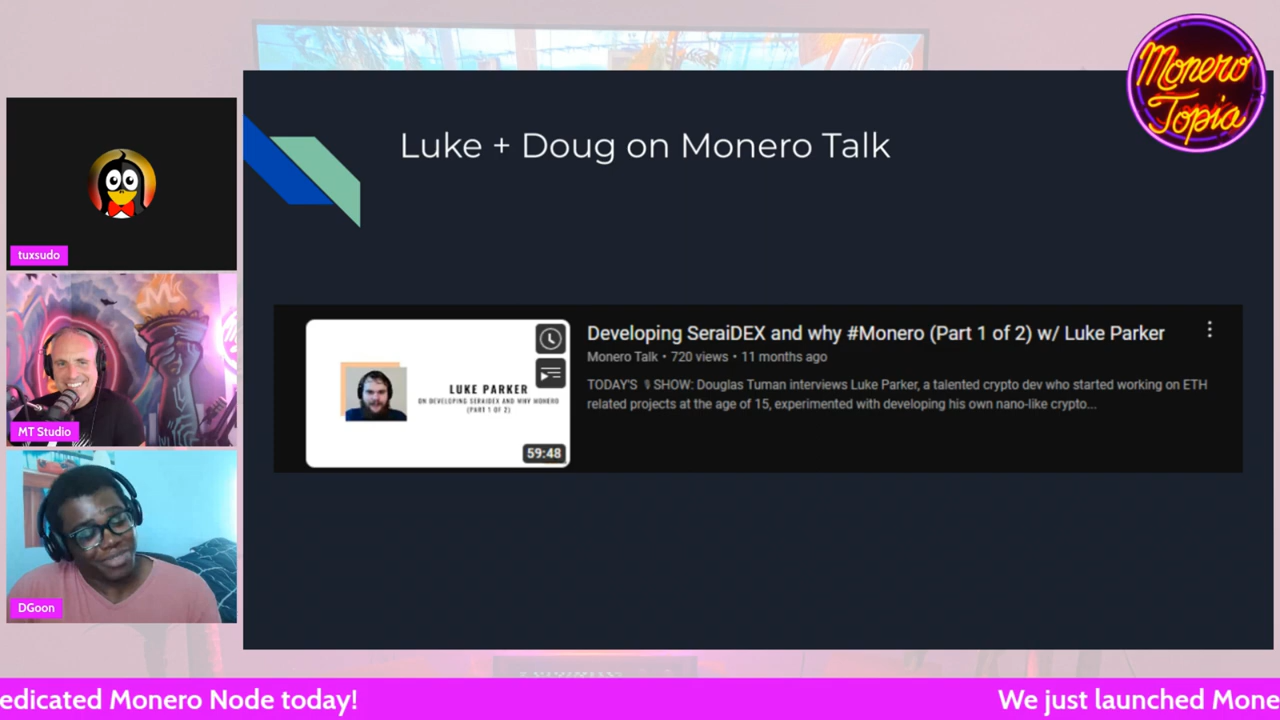 Monero
Topia
Luke + Doug on Monero Talk
tuxsudo
MT Studio
DGoon
LUKE PARKER
ON DEVELOPING SERAIDEX AND WHY MONERO
(PART 1 OF 2)
59:48
Developing SeraiDEX and why #Monero (Part 1 of 2) w/ Luke Parker
Monero Talk • 720 views • 11 months ago
TODAY'S SHOW: Douglas Tuman interviews Luke Parker, a talented crypto dev who started working on ETH
related projects at the age of 15, experimented with developing his own nano-like crypto...
edicated Monero Node today!
We just launched Mone